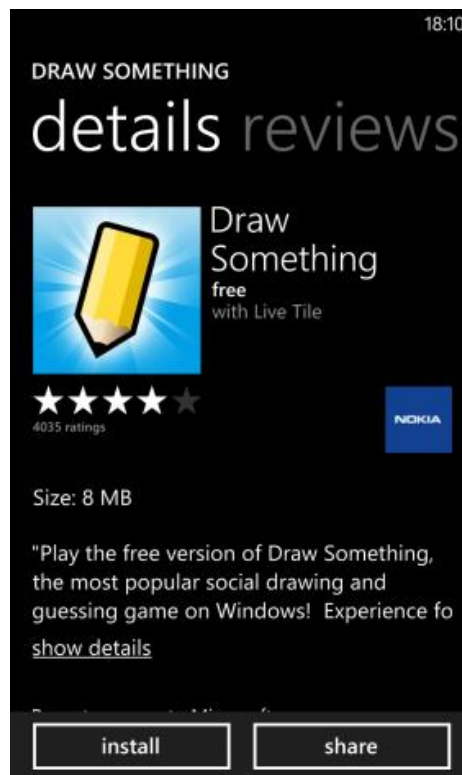 18:10
DRAW SOMETHING
details reviews
Draw
Something
free
with Live Tile
4035 ratings
NOKIA
Size: 8 MB
"Play the free version of Draw Something,
the most popular social drawing and
guessing game on Windows!  Experience fo
show details
install
share